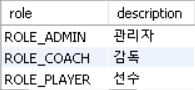 role description
ROLE_ADMIN 관리자
ROLE_COACH 감독
ROLE_PLAYER 선수